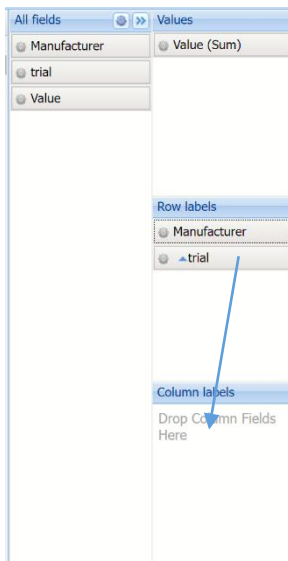 All fields
Manufacturer
trial
Value
Values
Value (Sum)
Row labels
Manufacturer
trial
Column labels
Drop Column Fields
Here